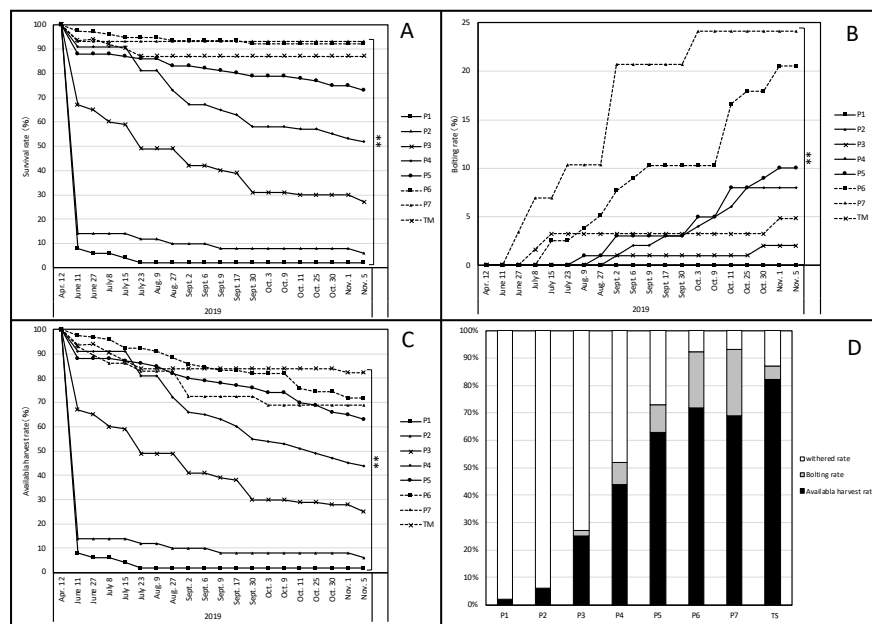 A
Survival rate (%)
100
90
80
70
60
50
40
30
20
10
0
Apr. 12
June 11
June 27
July 8
July 15
July 23
Aug. 9
Aug. 27
Sept. 2
Sept. 6
Sept. 9
Sept. 17
Sept. 30
Oct. 3
Oct. 9
Oct. 11
Oct. 25
Oct. 30
Nov. 1
Nov. 5
2019
P1
P2
P3
P4
P5
P6
P7
TM
**
B
Bolting rate (%)
25
20
15
10
5
0
Apr. 12
June 11
June 27
July 8
July 15
July 23
Aug. 9
Aug. 27
Sept. 2
Sept. 6
Sept. 9
Sept. 17
Sept. 30
Oct. 3
Oct. 9
Oct. 11
Oct. 25
Oct. 30
Nov. 1
Nov. 5
2019
P1
P2
P3
P4
P5
P6
P7
TM
**
C
Availabla harvest rate (%)
100
90
80
70
60
50
40
30
20
10
0
Apr. 12
June 11
June 27
July 8
July 15
July 23
Aug. 9
Aug. 27
Sept. 2
Sept. 6
Sept. 9
Sept. 17
Sept. 30
Oct. 3
Oct. 9
Oct. 11
Oct. 25
Oct. 30
Nov. 1
Nov. 5
2019
P1
P2
P3
P4
P5
P6
P7
TM
**
D
100%
90%
80%
70%
60%
50%
40%
30%
20%
10%
0%
P1 P2 P3 P4 P5 P6 P7 TS
withered rate
Bolting rate
Availabla harvest rate